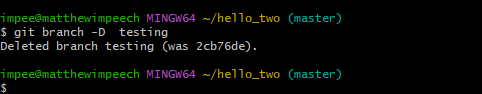 impee@matthewimpeech MINGW64 ~/hello_two (master)
$ git branch -D  testing
Deleted branch testing (was 2cb76de).
impee@matthewimpeech MINGW64 ~/hello_two (master)
$